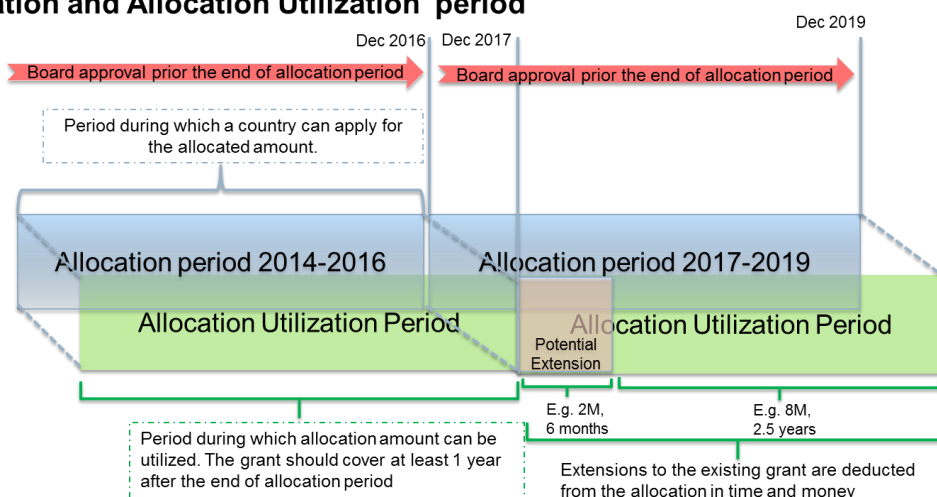 ation and Allocation Utilization period
Dec 2019
Dec 2016
Dec 2017
Board approval prior the end of allocation period
Board approval prior the end of allocation period
Period during which a country can apply for
the allocated amount.
Allocation period 2014-2016
Allocation period 2017-2019
Allocation Utilization Period
Allocation Utilization Period
Potential
Extension
E.g. 2M,
6 months
E.g. 8M,
2.5 years
Period during which allocation amount can be
utilized. The grant should cover at least 1 year
after the end of allocation period
Extensions to the existing grant are deducted
from the allocation in time and money